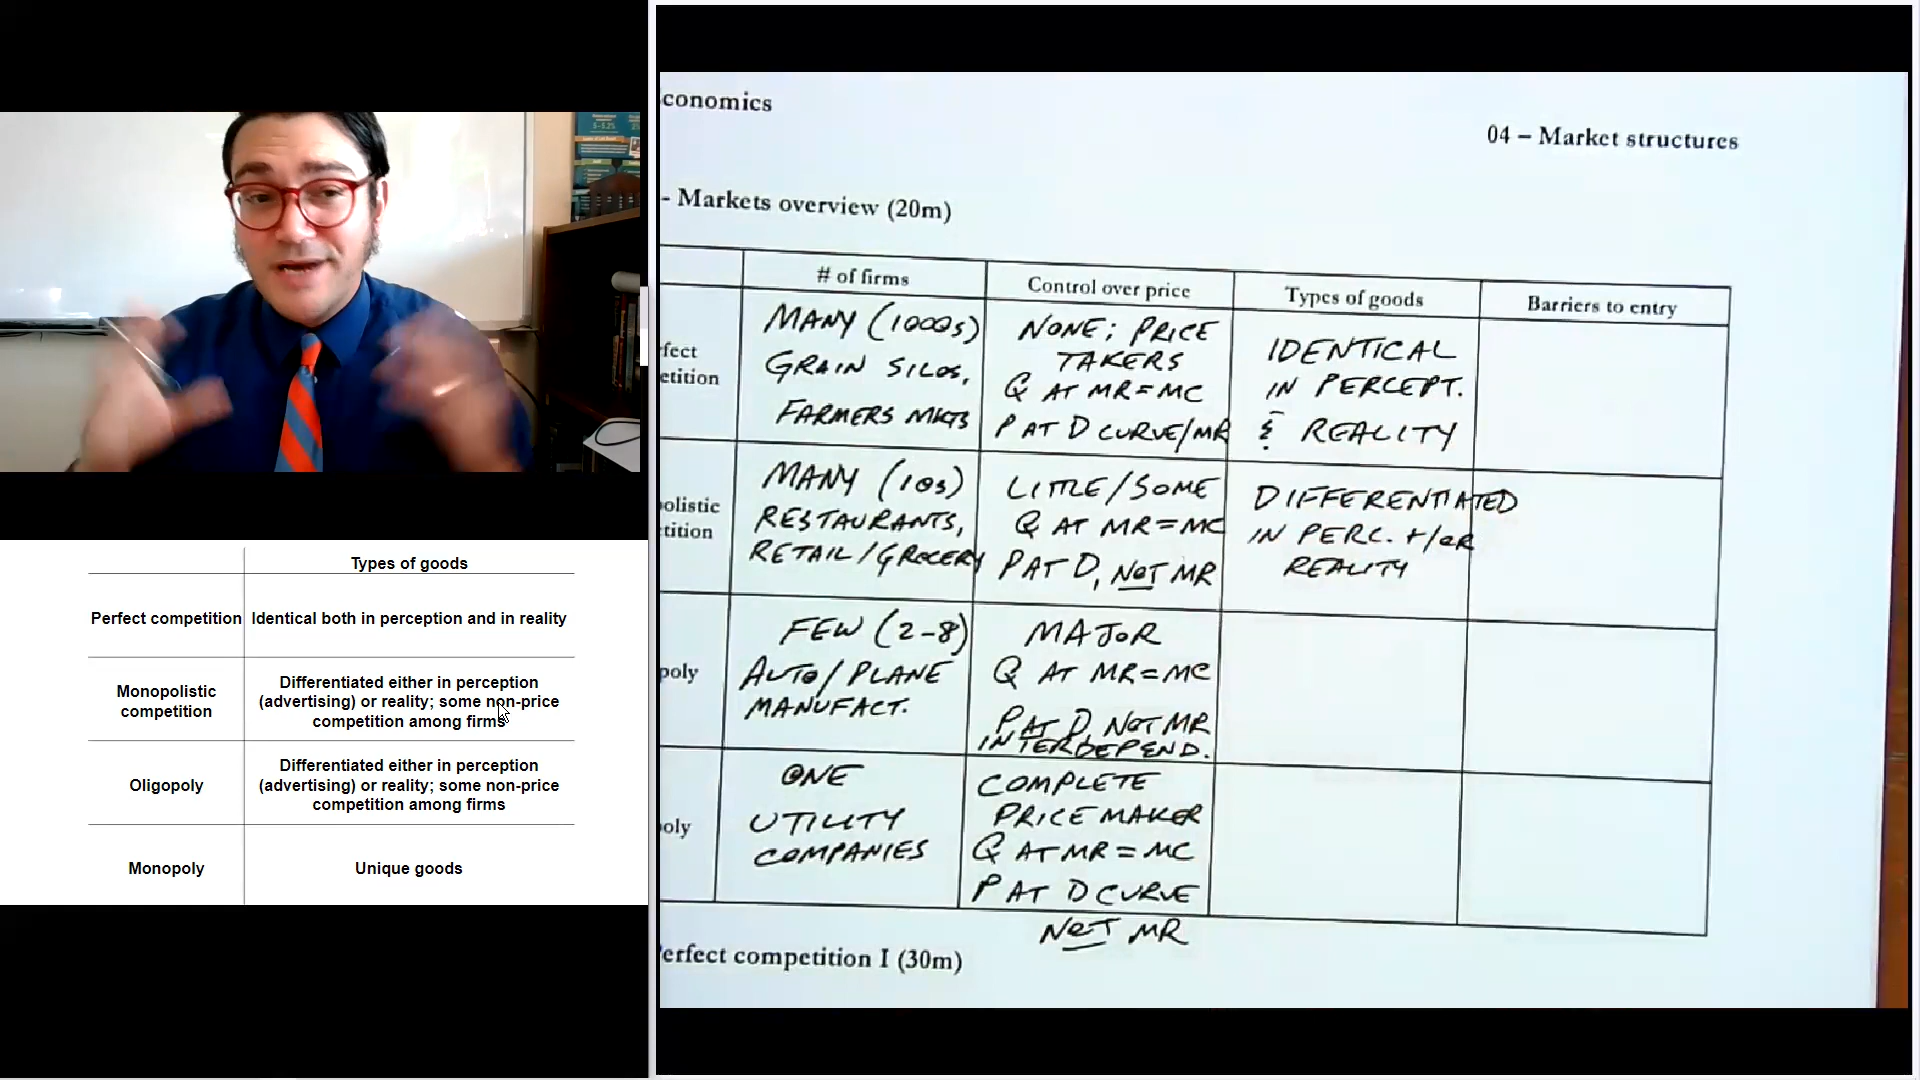 conomics
04 – Market structures
- Markets overview (20m)
# of firms
Control over price
Types of goods
Barriers to entry
fect
etition
MANY (1000s)
GRAIN SILOS,
FARMERS MKTS
NONE; PRICE
TAKERS
Q AT MR=MC
P AT D CURVE/MR
IDENTICAL
IN PERCEPT.
& REALITY
olistic
tition
MANY (10s)
RESTAURANTS,
RETAIL/GROCERY
LITTLE/SOME
Q AT MR=MC
P AT D, NOT MR
DIFFERENTIATED
IN PERC. +/OR
REALITY
poly
FEW (2-8)
AUTO/PLANE
MANUFACT.
MAJOR
Q AT MR=MC
P AT D, NOT MR
INTERDEPEND.
oly
ONE
UTILITY
COMPANIES
COMPLETE
PRICE MAKER
Q AT MR=MC
P AT D CURVE
NOT MR
erfect competition I (30m)
Types of goods
Perfect competition
Identical both in perception and in reality
Monopolistic
competition
Differentiated either in perception
(advertising) or reality; some non-price
competition among firms
Oligopoly
Differentiated either in perception
(advertising) or reality; some non-price
competition among firms
Monopoly
Unique goods